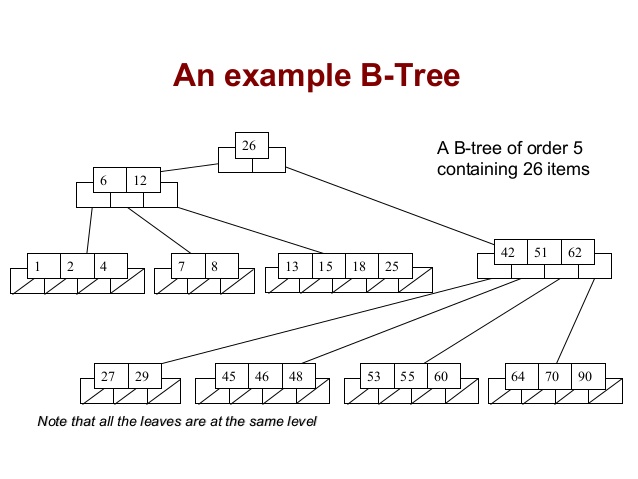 An example B-Tree
26
A B-tree of order 5
containing 26 items
6 12
42 51 62
1 2 4
7 8
13 15 18 25
27 29
45 46 48
53 55 60
64 70 90
Note that all the leaves are at the same level